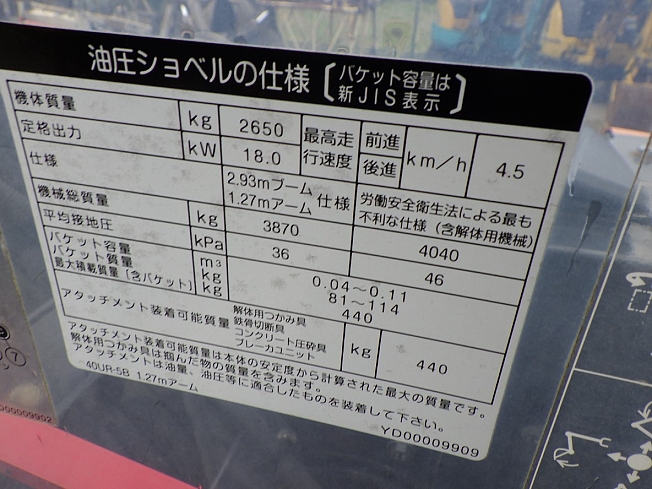 油圧ショベルの仕様 〔バケット容量は
新JIS表示〕
機体質量 kg 2650 最高走行速度 前進 後進 km/h 4.5
定格出力 kW 18.0
仕様 2.93mブーム 1.27mアーム 仕様 労働安全衛生法による最も
不利な仕様(含解体用機械)
機械総質量 kg 3870 4040
平均接地圧 kPa 36 46
バケット容量 m³ 0.04〜0.11
バケット質量 kg 81〜114
最大積載質量〔含バケット〕 kg 440
アタッチメント装着可能質量 解体用つかみ具
鉄骨切断具
コンクリート圧砕具
ブレーカユニット kg 440
アタッチメント装着可能質量は本体の安定度から計算された最大の質量です。
解体用つかみ具は掴んだ物の質量を含みます。
アタッチメントは油量、油圧等に適合したものを装着して下さい。
40UR-5B 1.27mアーム YD00009909
00009902